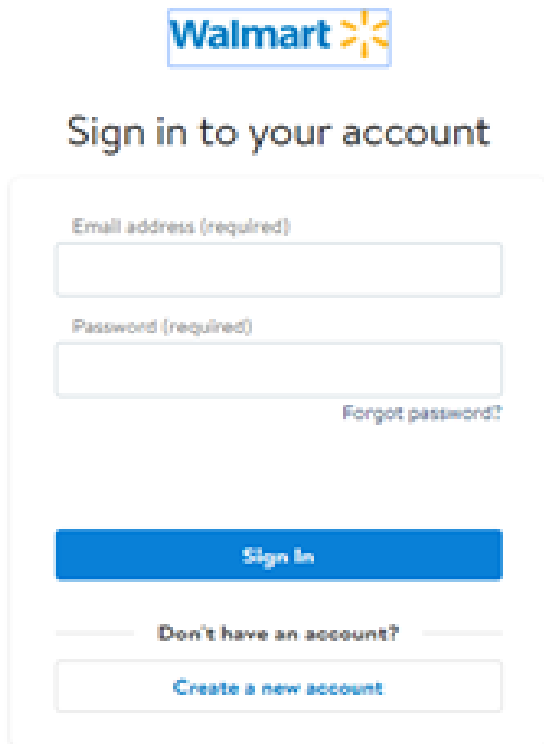 Walmart
Sign in to your account
Email address (required)
Password (required)
Forgot password?
Sign In
Don't have an account?
Create a new account